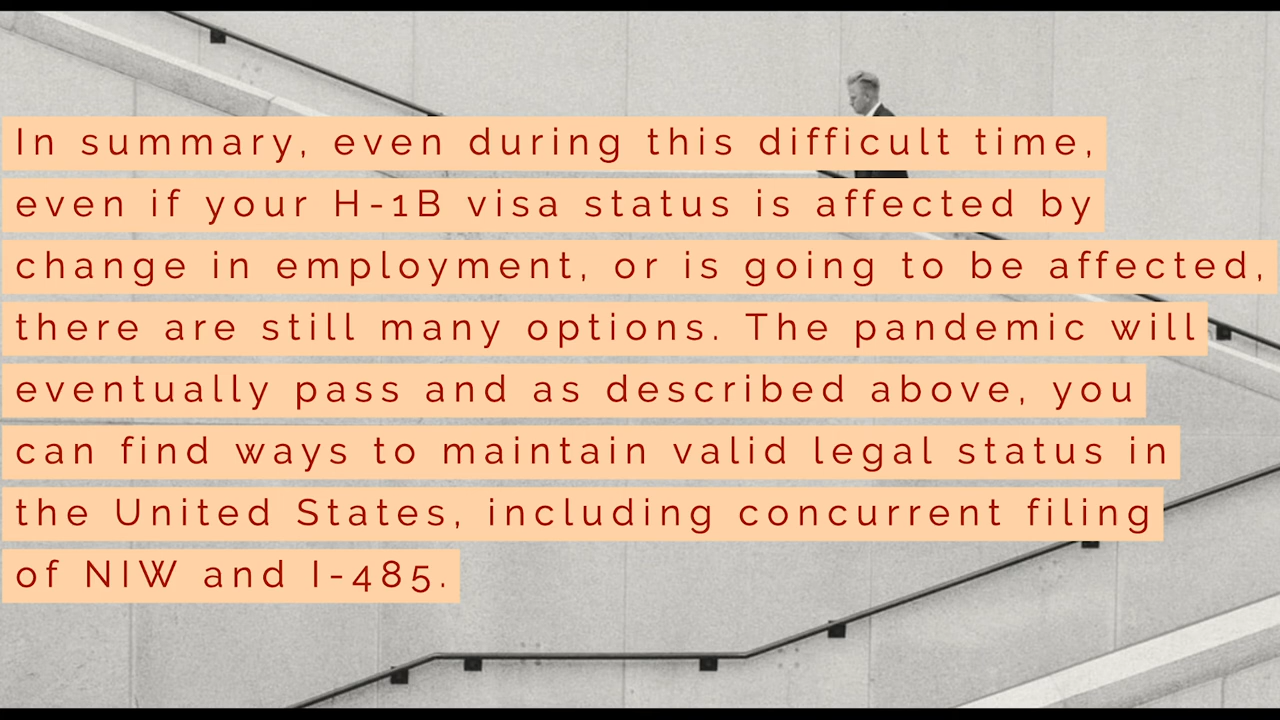 In summary, even during this difficult time,
even if your H-1B visa status is affected by
change in employment, or is going to be affected,
there are still many options. The pandemic will
eventually pass and as described above, you
can find ways to maintain valid legal status in
the United States, including concurrent filing
of NIW and I-485.